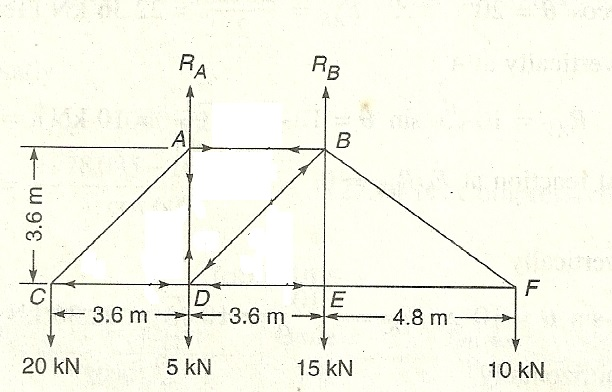 R_A R_B
A B
3.6 m
C D E F
3.6 m 3.6 m 4.8 m
20 kN 5 kN 15 kN 10 kN